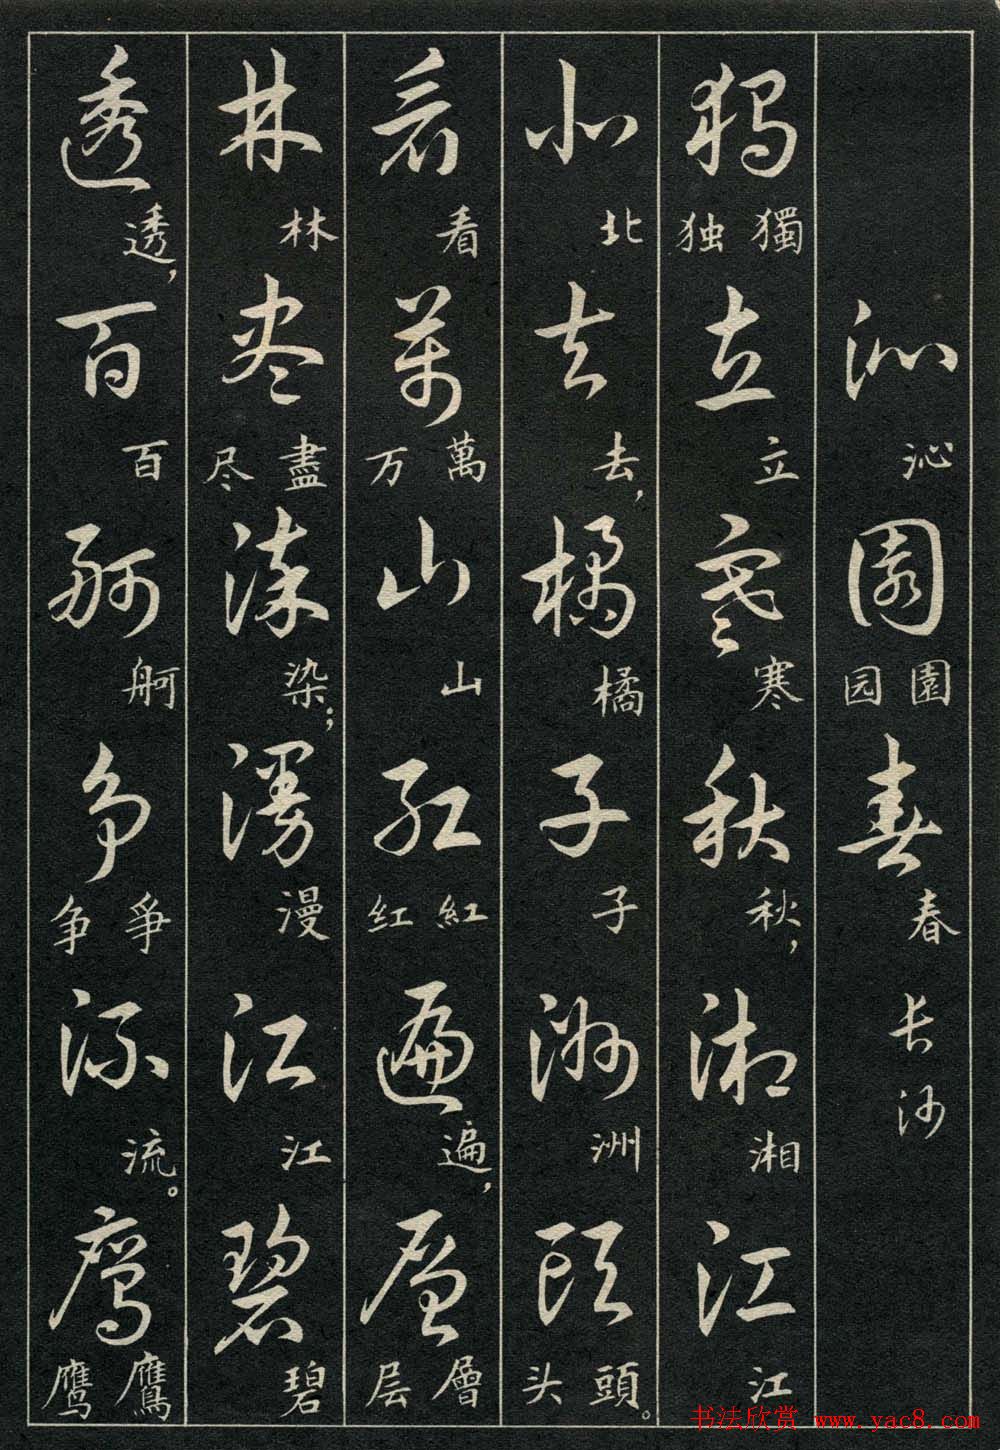 沁 沁 園 園 园 春 春 长沙
獨 獨 独 立 立 寒 寒 秋 秋， 湘 湘 江 江
北 北 去 去， 橘 橘 子 子 洲 洲 頭 頭。 头
看 看 萬 萬 万 山 山 红 紅 红 遍 遍， 層 層 层
林 林 尽 盡 尽 染 染； 漫 漫 江 江 碧 碧
透 透， 百 百 舸 舸 争 爭 争 流 流。 鷹 鷹 鹰
书法欣赏 www.yac8.com